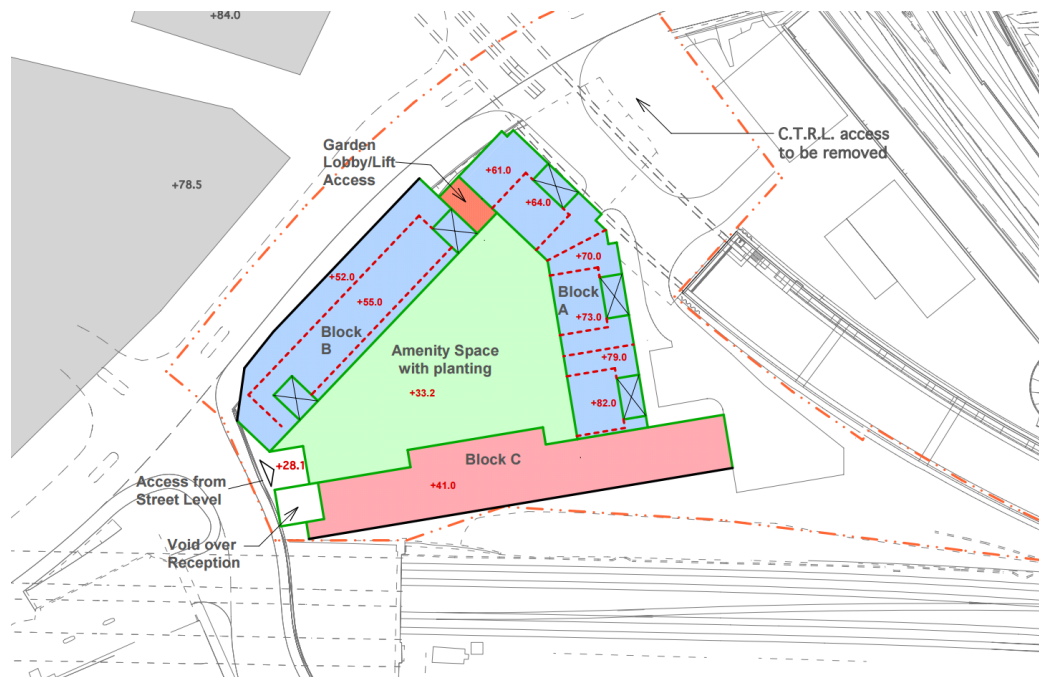 +84.0
+78.5
Garden
Lobby/Lift
Access
C.T.R.L. access
to be removed
+61.0
+64.0
+52.0
+55.0
+70.0
Block
A
+73.0
Block
B
Amenity Space
with planting
+79.0
+33.2
+82.0
Block C
+28.1
Access from
Street Level
+41.0
Void over
Reception